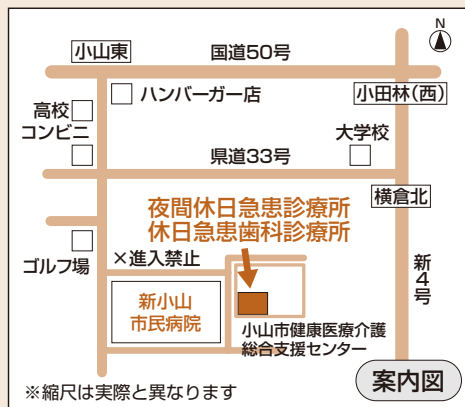 N
小山東
国道50号
ハンバーガー店
小田林(西)
高校
コンビニ
大学校
県道33号
横倉北
夜間休日急患診療所
休日急患歯科診療所
ゴルフ場
×進入禁止
新4号
新小山
市民病院
小山市健康医療介護
総合支援センター
案内図
※縮尺は実際と異なります